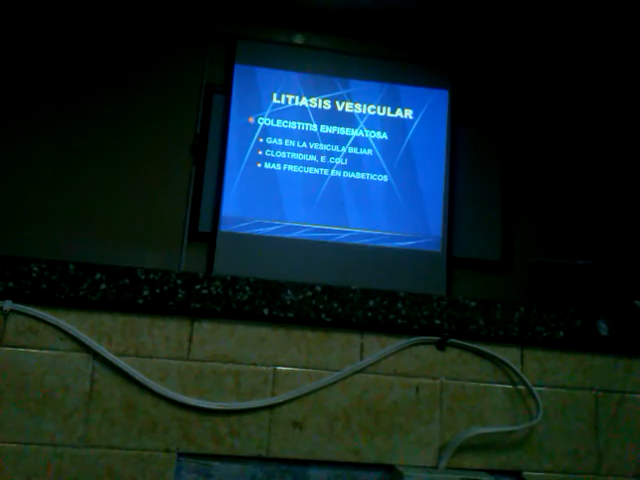 LITIASIS VESICULAR
COLECISTITIS ENFISEMATOSA
GAS EN LA VESICULA BILIAR
CLOSTRIDIUN, E .COLI
MAS FRECUENTE EN DIABETICOS